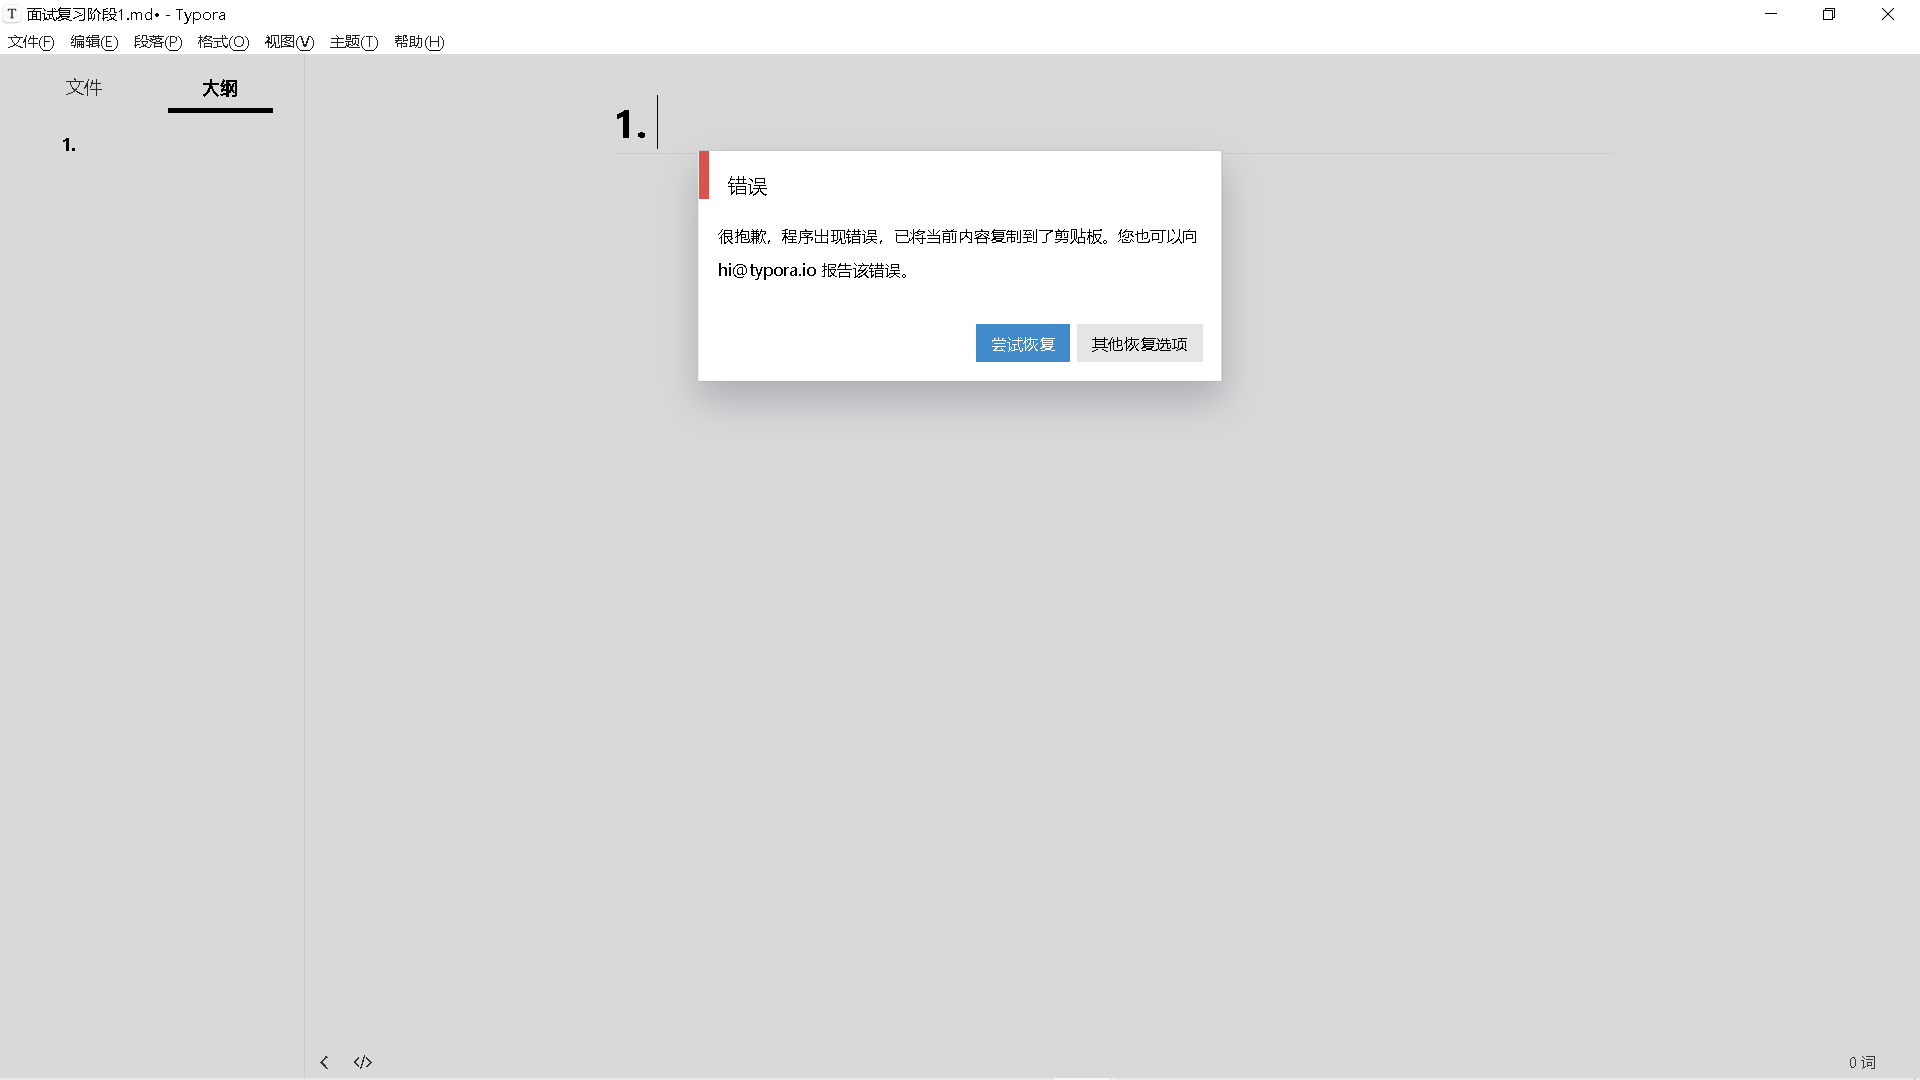 T 面试复习阶段1.md• - Typora
文件(F) 编辑(E) 段落(P) 格式(O) 视图(V) 主题(T) 帮助(H)
文件 大纲
1.
1.
错误
很抱歉，程序出现错误，已将当前内容复制到了剪贴板。您也可以向
hi@typora.io 报告该错误。
尝试恢复 其他恢复选项
</> 0 词